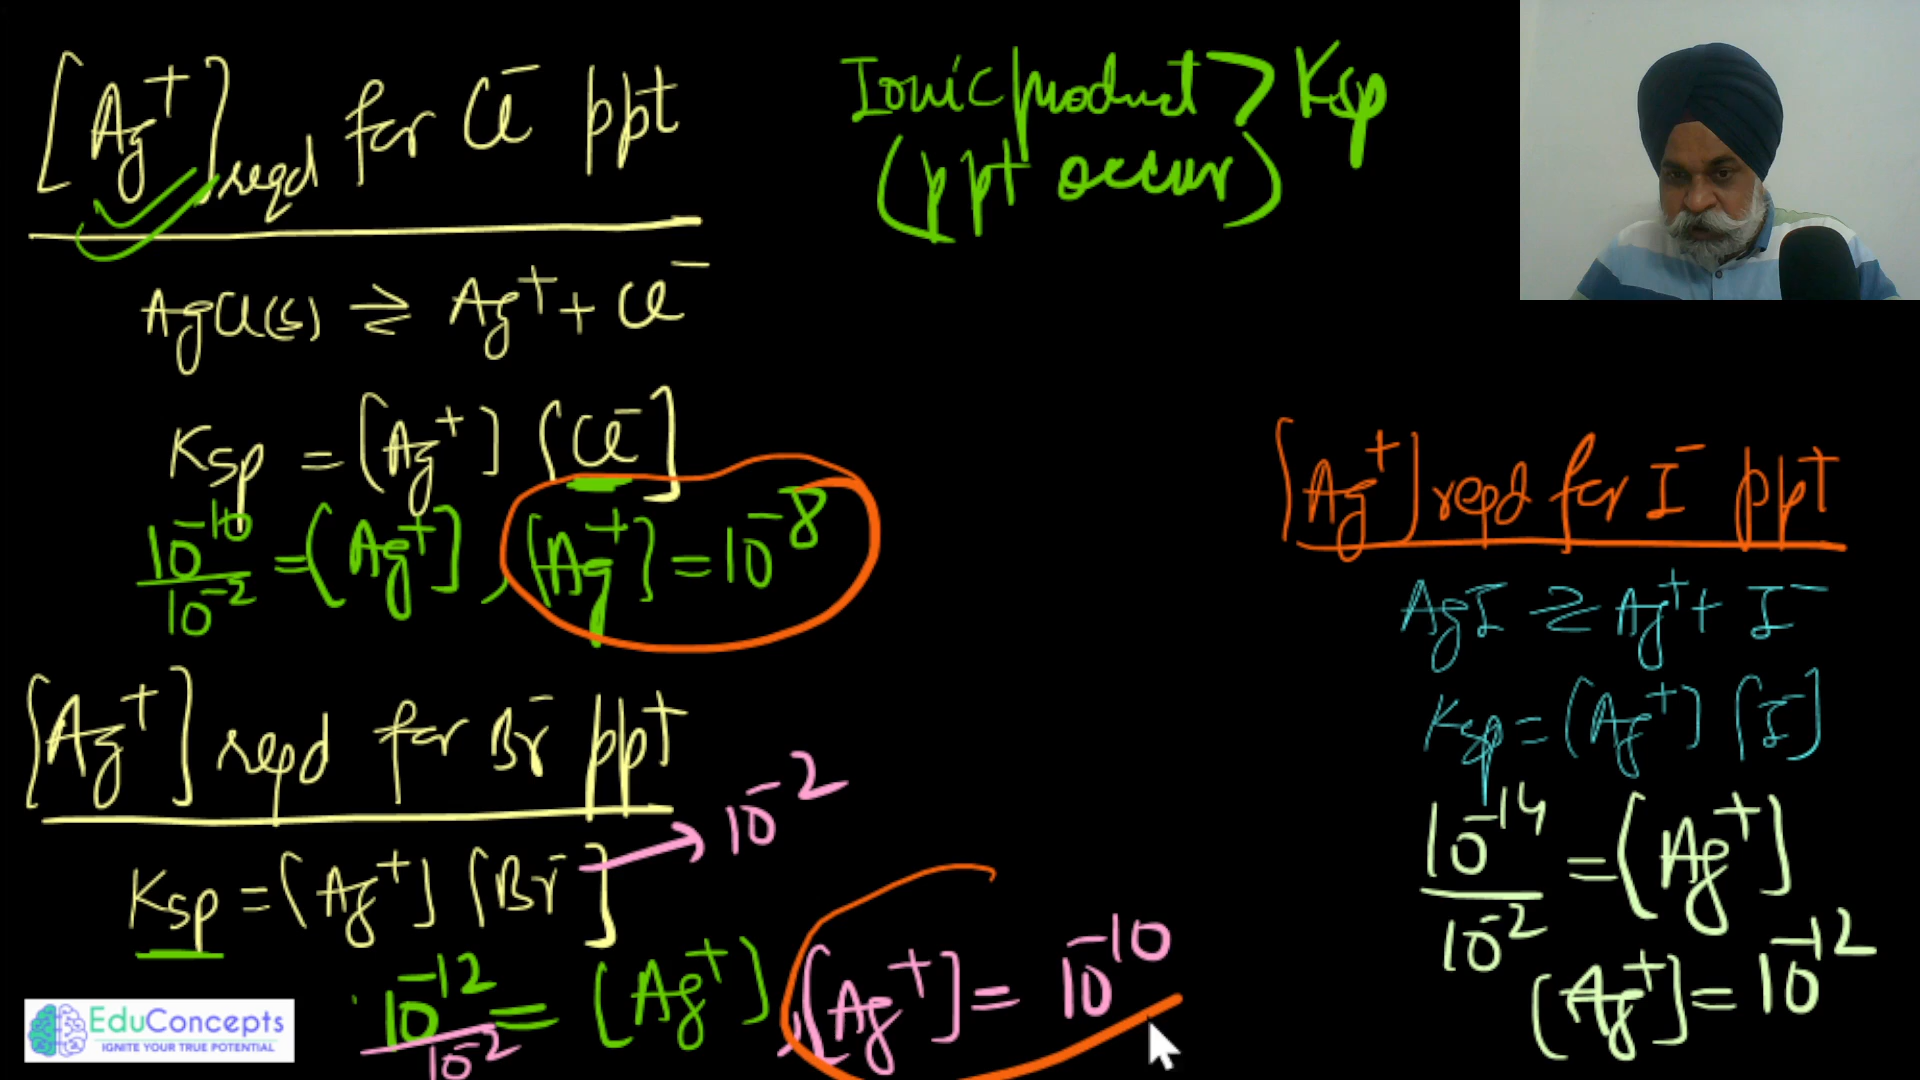 [Ag⁺]reqd for Cl⁻ ppt
AgCl(s) ⇌ Ag⁺ + Cl⁻
Ksp = [Ag⁺] [Cl⁻]
10⁻¹⁰/10⁻² = [Ag⁺], [Ag⁺] = 10⁻⁸
[Ag⁺] reqd for Br⁻ ppt
Ksp = [Ag⁺] [Br⁻] → 10⁻²
10⁻¹²/10⁻² = [Ag⁺], [Ag⁺] = 10⁻¹⁰
Ionic product > Ksp
(ppt occur)
[Ag⁺] reqd for I⁻ ppt
AgI ⇌ Ag⁺ + I⁻
Ksp = [Ag⁺] [I⁻]
10⁻¹⁴/10⁻² = [Ag⁺]
[Ag⁺] = 10⁻¹²
EduConcepts
IGNITE YOUR TRUE POTENTIAL